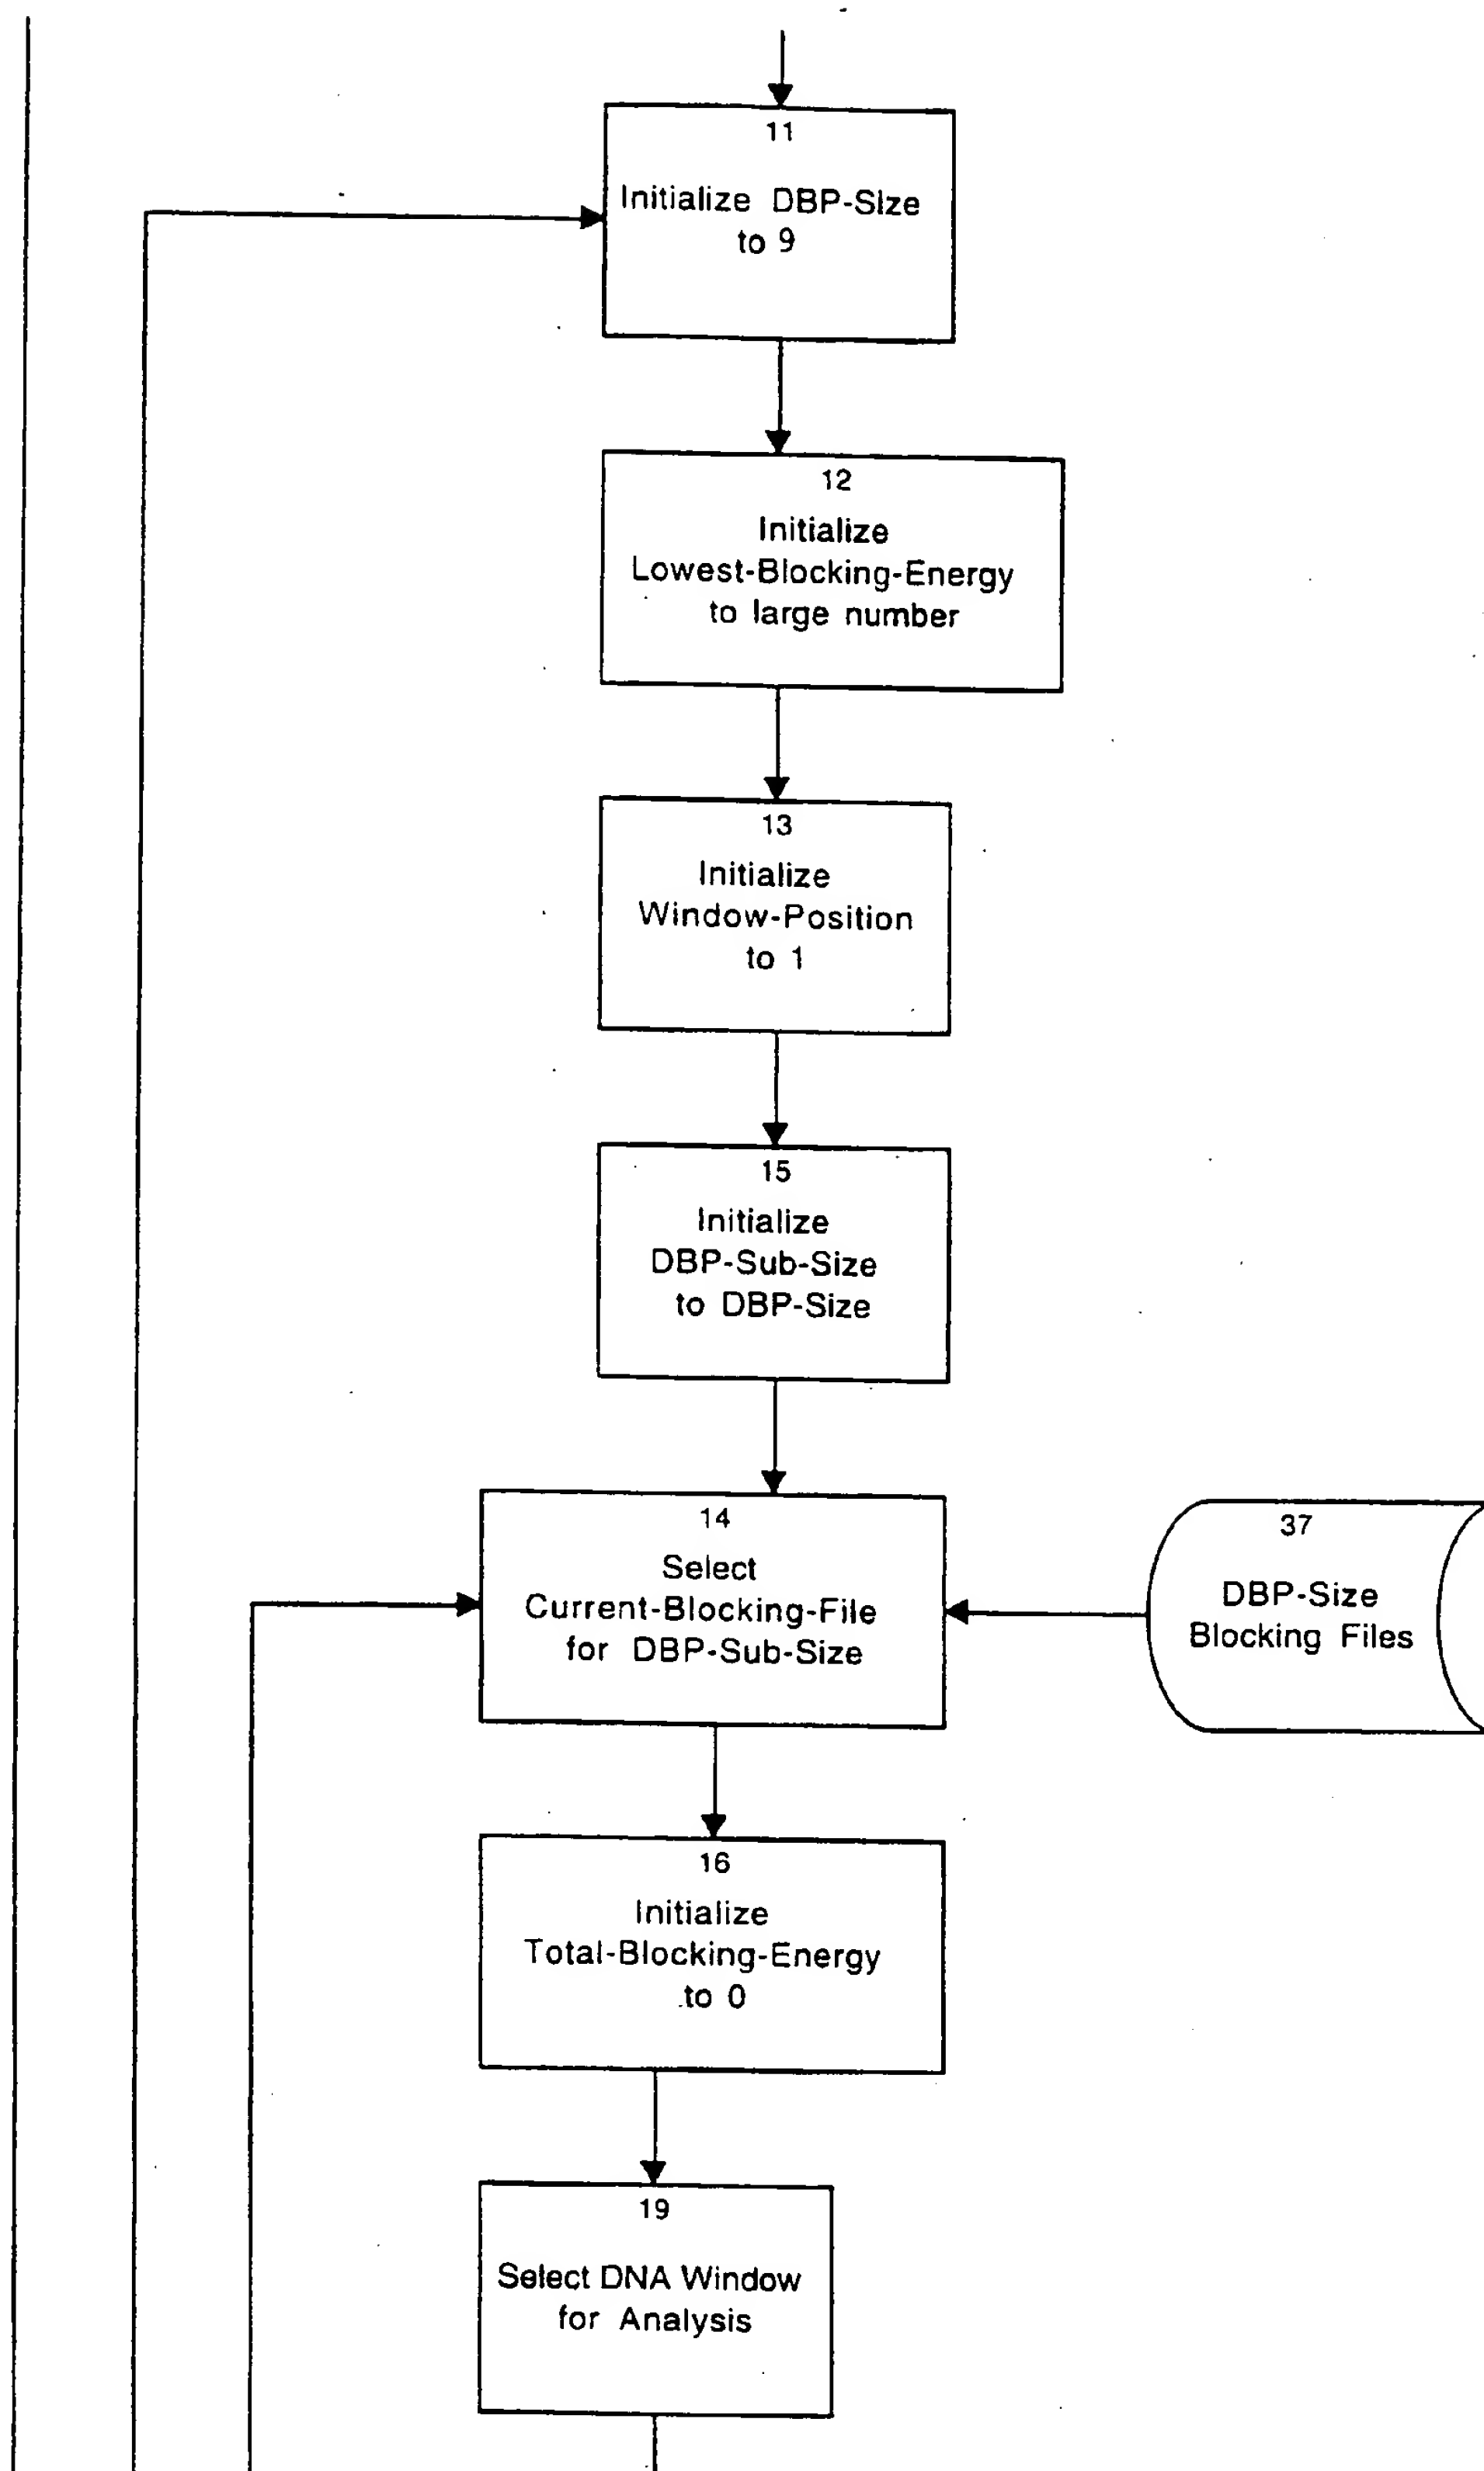 11
Initialize DBP-Size
to 9
12
Initialize
Lowest-Blocking-Energy
to large number
13
Initialize
Window-Position
to 1
15
Initialize
DBP-Sub-Size
to DBP-Size
14
Select
Current-Blocking-File
for DBP-Sub-Size
37
DBP-Size
Blocking Files
16
Initialize
Total-Blocking-Energy
to 0
19
Select DNA Window
for Analysis